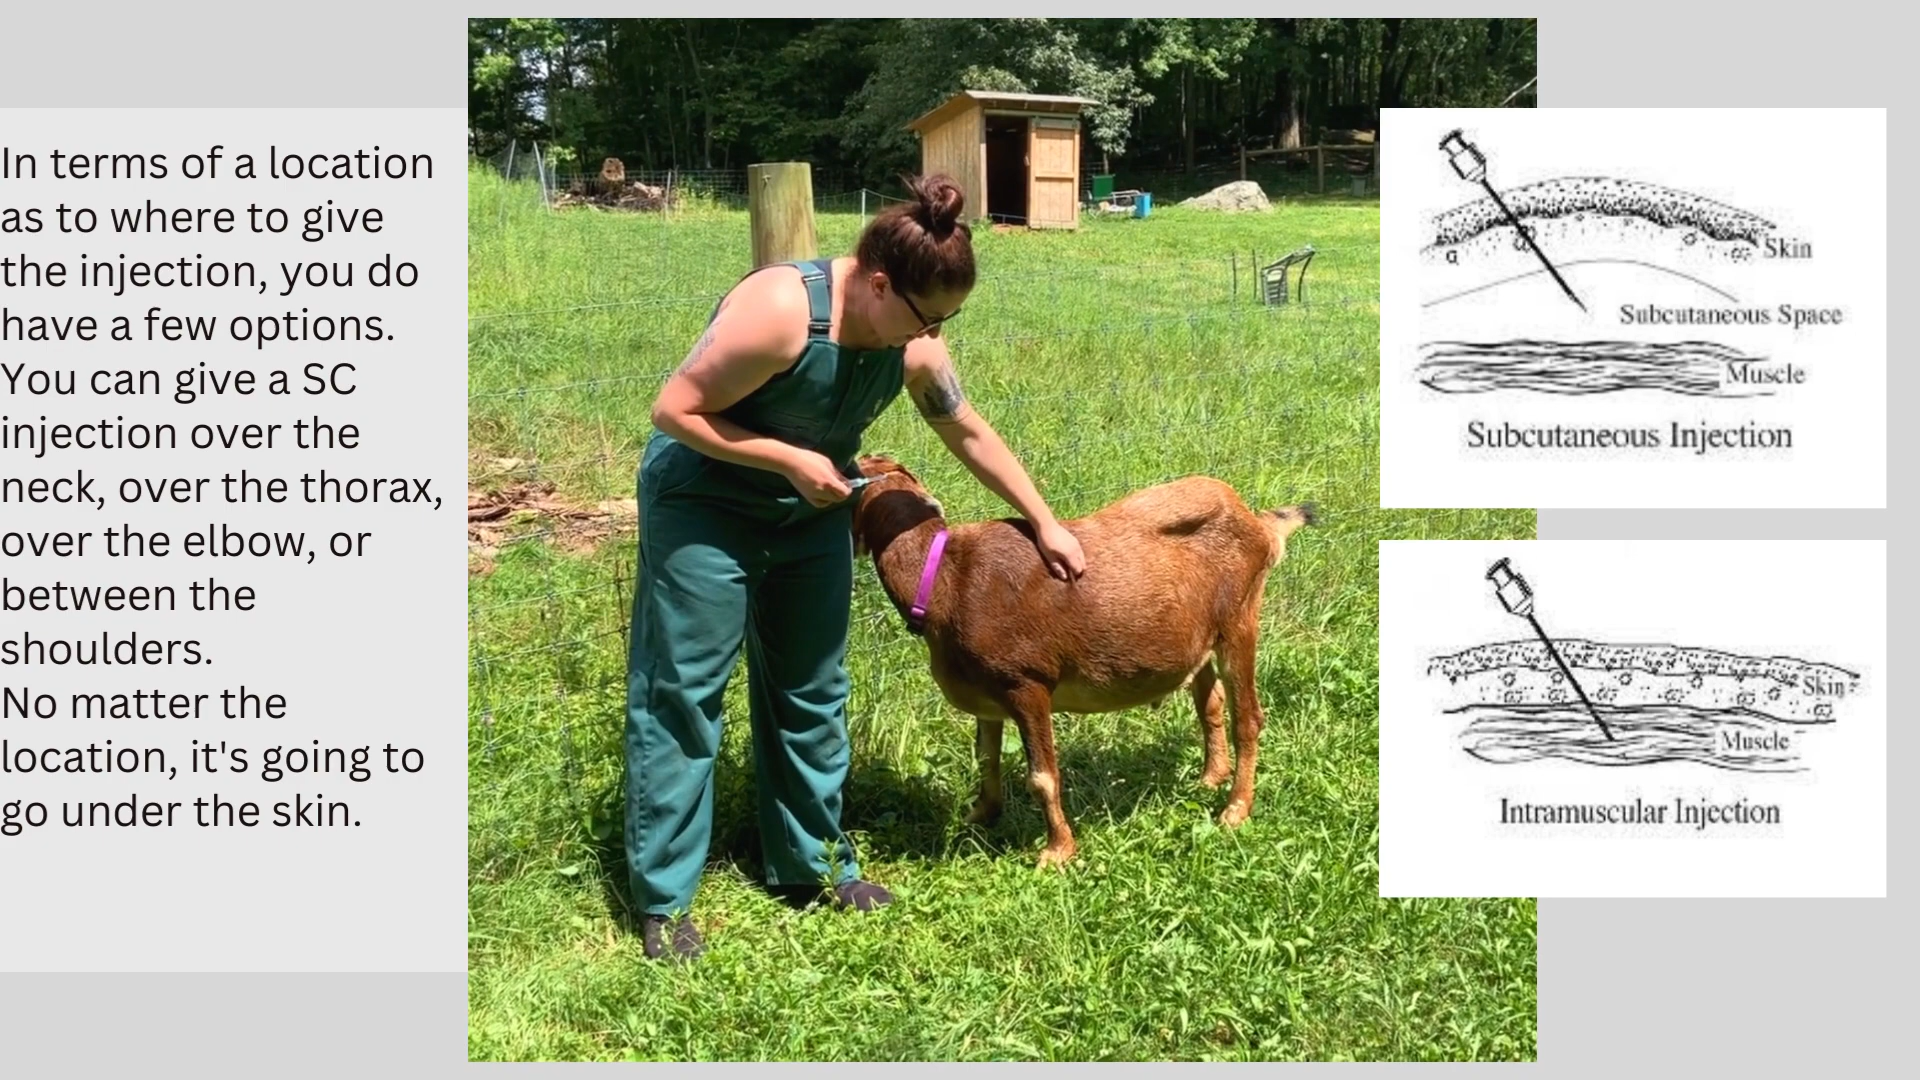 In terms of a location
as to where to give
the injection, you do
have a few options.
You can give a SC
injection over the
neck, over the thorax,
over the elbow, or
between the
shoulders.
No matter the
location, it's going to
go under the skin.
Skin
Subcutaneous Space
Muscle
Subcutaneous Injection
Skin
Muscle
Intramuscular Injection